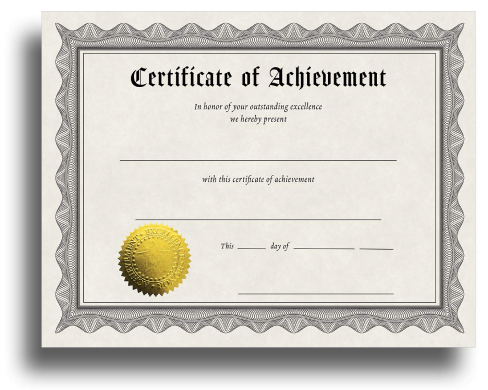 Certificate of Achievement
In honor of your outstanding excellence
we hereby present
with this certificate of achievement
This ______ day of ____________ ______